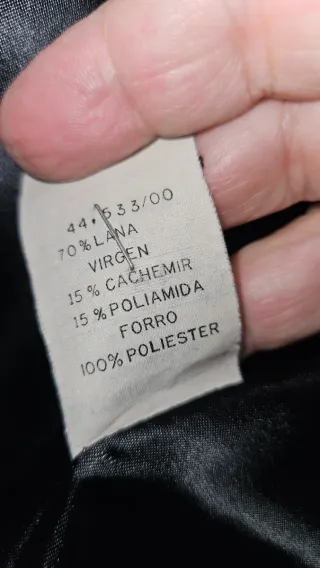 44.533/00
70% LANA
VIRGEN
15% CACHEMIR
15% POLIAMIDA
FORRO
100% POLIESTER